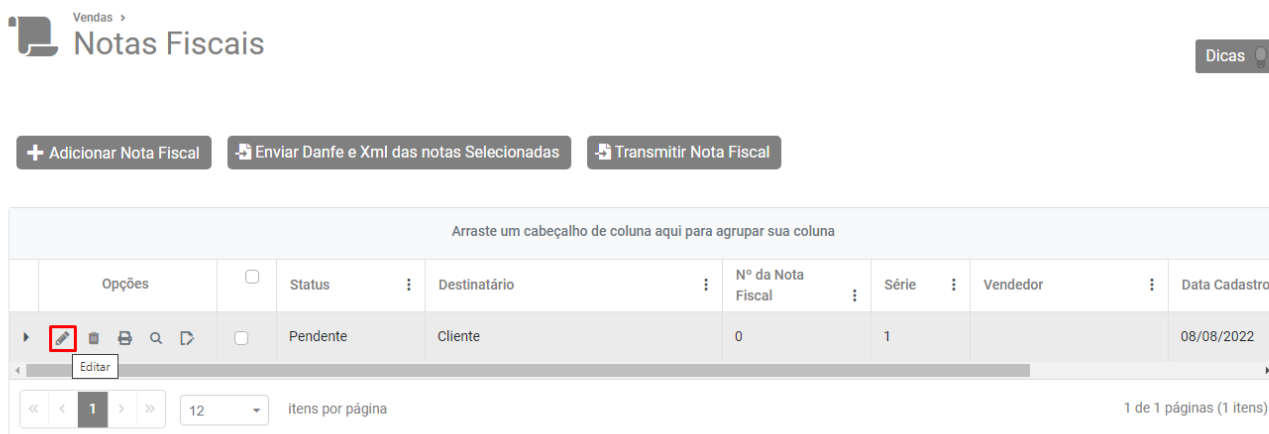 Vendas ›
Notas Fiscais
Dicas
Adicionar Nota Fiscal
Enviar Danfe e Xml das notas Selecionadas
Transmitir Nota Fiscal
Arraste um cabeçalho de coluna aqui para agrupar sua coluna
Opções Status Destinatário Nº da Nota Fiscal Série Vendedor Data Cadastro
Pendente Cliente 0 1 08/08/2022
Editar
« ‹ 1 › » 12 itens por página 1 de 1 páginas (1 itens)